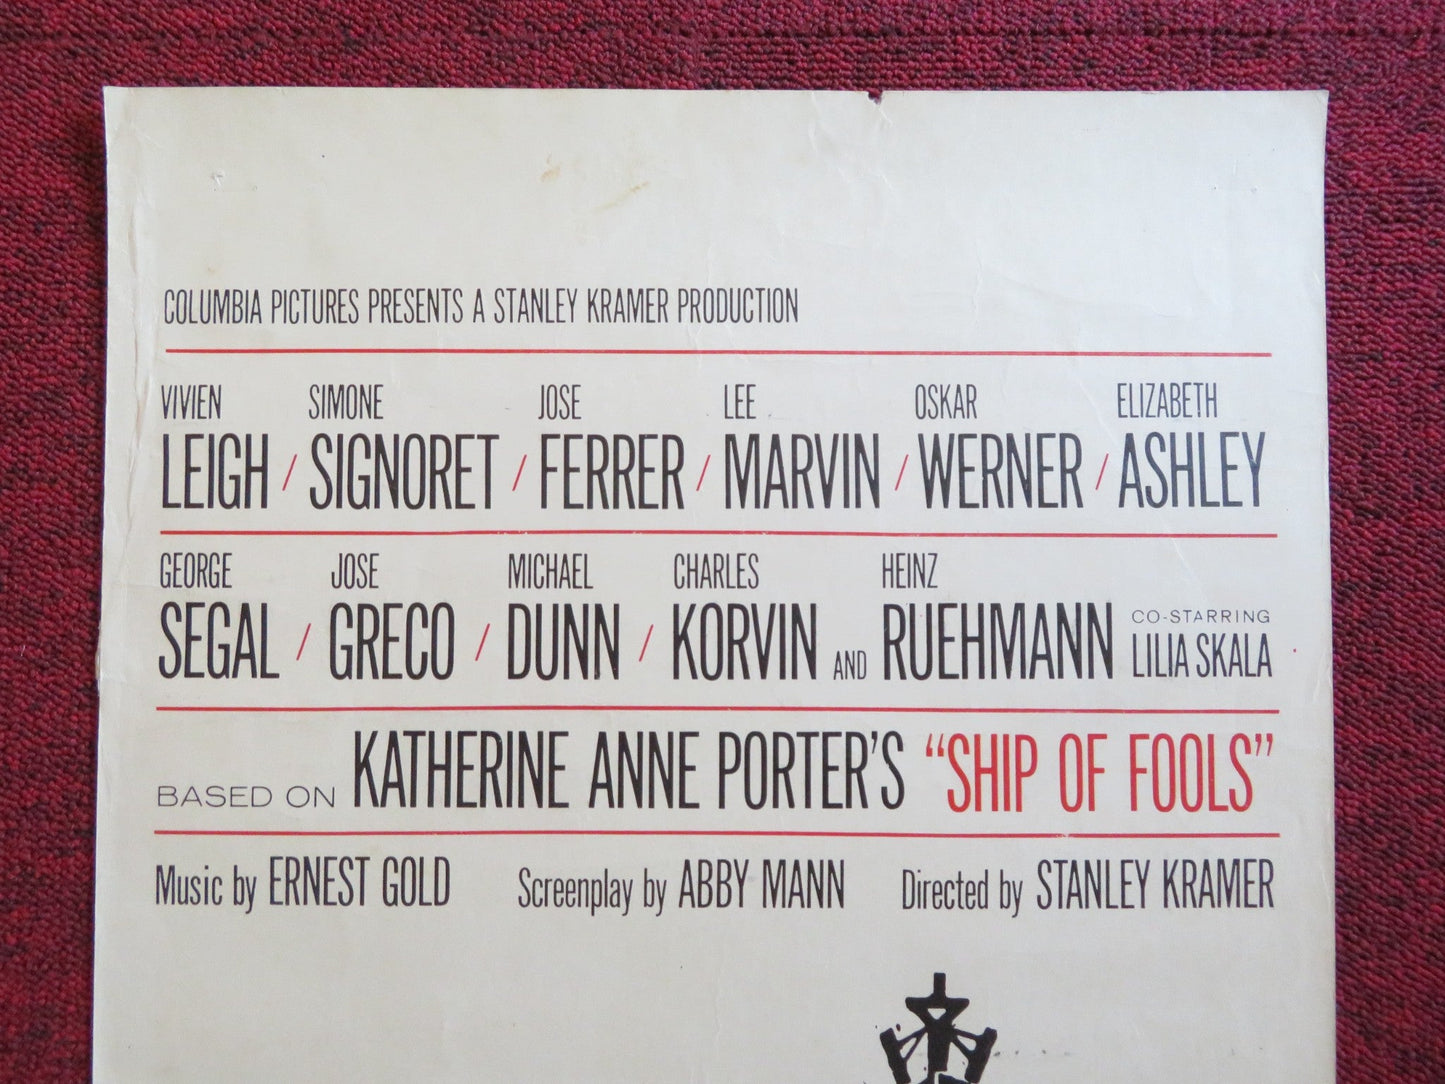 COLUMBIA PICTURES PRESENTS A STANLEY KRAMER PRODUCTION
VIVIEN SIMONE JOSE LEE OSKAR ELIZABETH
LEIGH / SIGNORET / FERRER / MARVIN / WERNER / ASHLEY
GEORGE JOSE MICHAEL CHARLES HEINZ
SEGAL / GRECO / DUNN / KORVIN AND RUEHMANN CO-STARRING
LILIA SKALA
BASED ON KATHERINE ANNE PORTER'S “SHIP OF FOOLS”
Music by ERNEST GOLD Screenplay by ABBY MANN Directed by STANLEY KRAMER